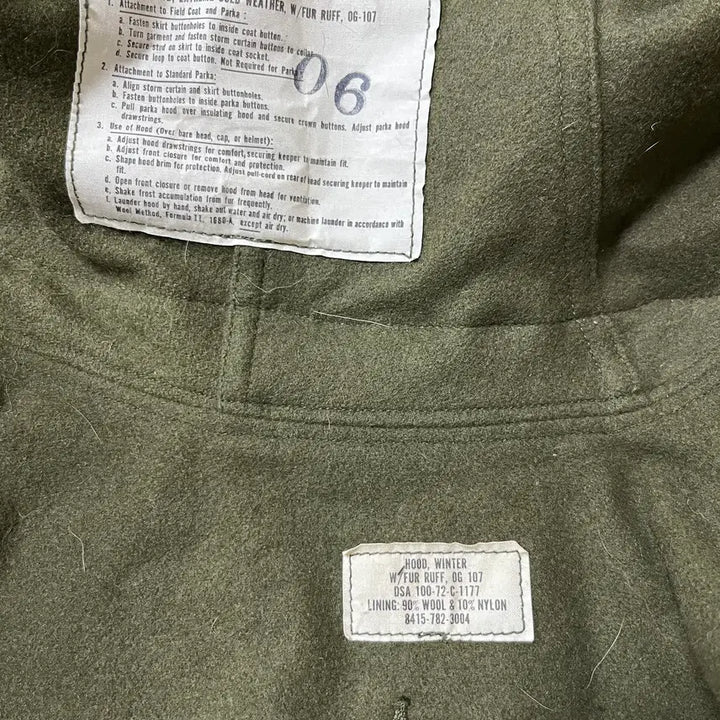 COLD WEATHER, W/FUR RUFF, OG-107
1. Attachment to Field Coat and Parka:
a. Fasten skirt buttonholes to inside coat button.
b. Turn garment and fasten storm curtain buttons to collar
c. Secure stud on skirt to inside coat socket.
d. Secure loop to coat button. Not Required for Parka
06
2. Attachment to Standard Parka:
a. Align storm curtain and skirt buttonholes.
b. Fasten buttonholes to inside parka buttons.
c. Pull parka hood over insulating hood and secure crown buttons. Adjust parka hood
drawstrings.
3. Use of Hood (Over bare head, cap, or helmet):
a. Adjust hood drawstrings for comfort, securing keeper to maintain fit.
b. Adjust front closure for comfort and protection.
c. Shape hood brim for protection. Adjust pull-cord on rear of head securing keeper to maintain
fit.
d. Open front closure or remove hood from head for ventilation.
e. Shake frost accumulation from fur frequently.
f. Launder hood by hand, shake out water and air dry; or machine launder in accordance with
Wool Method, Formula 11, 1680-A, except air dry.
HOOD, WINTER
W/FUR RUFF, OG 107
DSA 100-72-C-1177
LINING: 90% WOOL & 10% NYLON
8415-782-3004